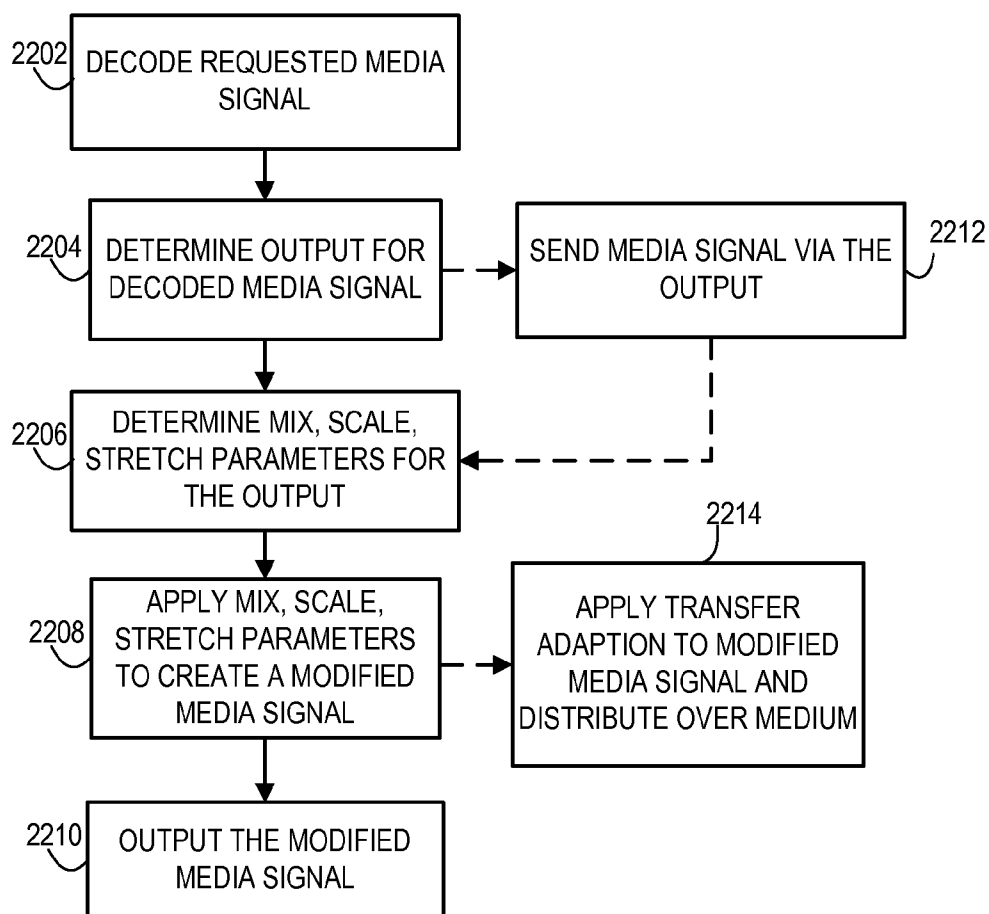 2202
DECODE REQUESTED MEDIA
SIGNAL
2204
DETERMINE OUTPUT FOR
DECODED MEDIA SIGNAL
2212
SEND MEDIA SIGNAL VIA THE
OUTPUT
2206
DETERMINE MIX, SCALE,
STRETCH PARAMETERS FOR
THE OUTPUT
2208
APPLY MIX, SCALE,
STRETCH PARAMETERS
TO CREATE A MODIFIED
MEDIA SIGNAL
2214
APPLY TRANSFER
ADAPTION TO MODIFIED
MEDIA SIGNAL AND
DISTRIBUTE OVER MEDIUM
2210
OUTPUT THE MODIFIED
MEDIA SIGNAL